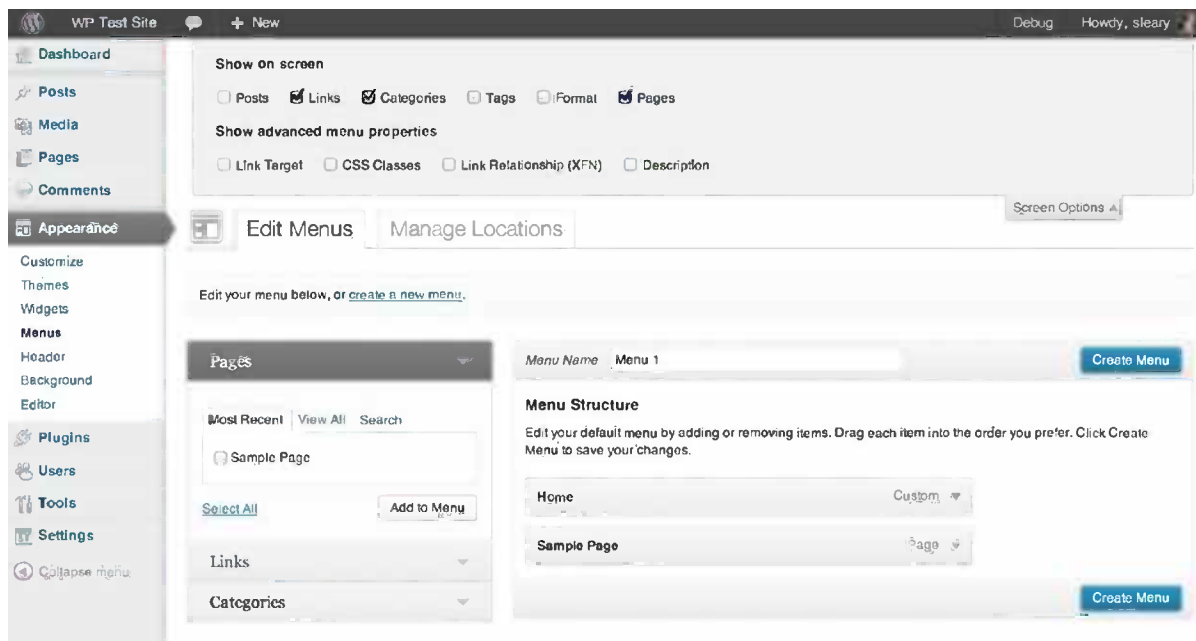 WP Test Site + New Debug Howdy, sleary
Dashboard
Posts
Media
Pages
Comments
Appearance
Customize
Themes
Widgets
Menus
Header
Background
Editor
Plugins
Users
Tools
Settings
Collapse menu
Show on screen
Posts Links Categories Tags Format Pages
Show advanced menu properties
Link Target CSS Classes Link Relationship (XFN) Description
Screen Options
Edit Menus Manage Locations
Edit your menu below, or create a new menu.
Pages
Most Recent View All Search
Sample Page
Select All Add to Menu
Links
Categories
Menu Name Menu 1 Create Menu
Menu Structure
Edit your default menu by adding or removing items. Drag each item into the order you prefer. Click Create
Menu to save your changes.
Home Custom
Sample Page Page
Create Menu